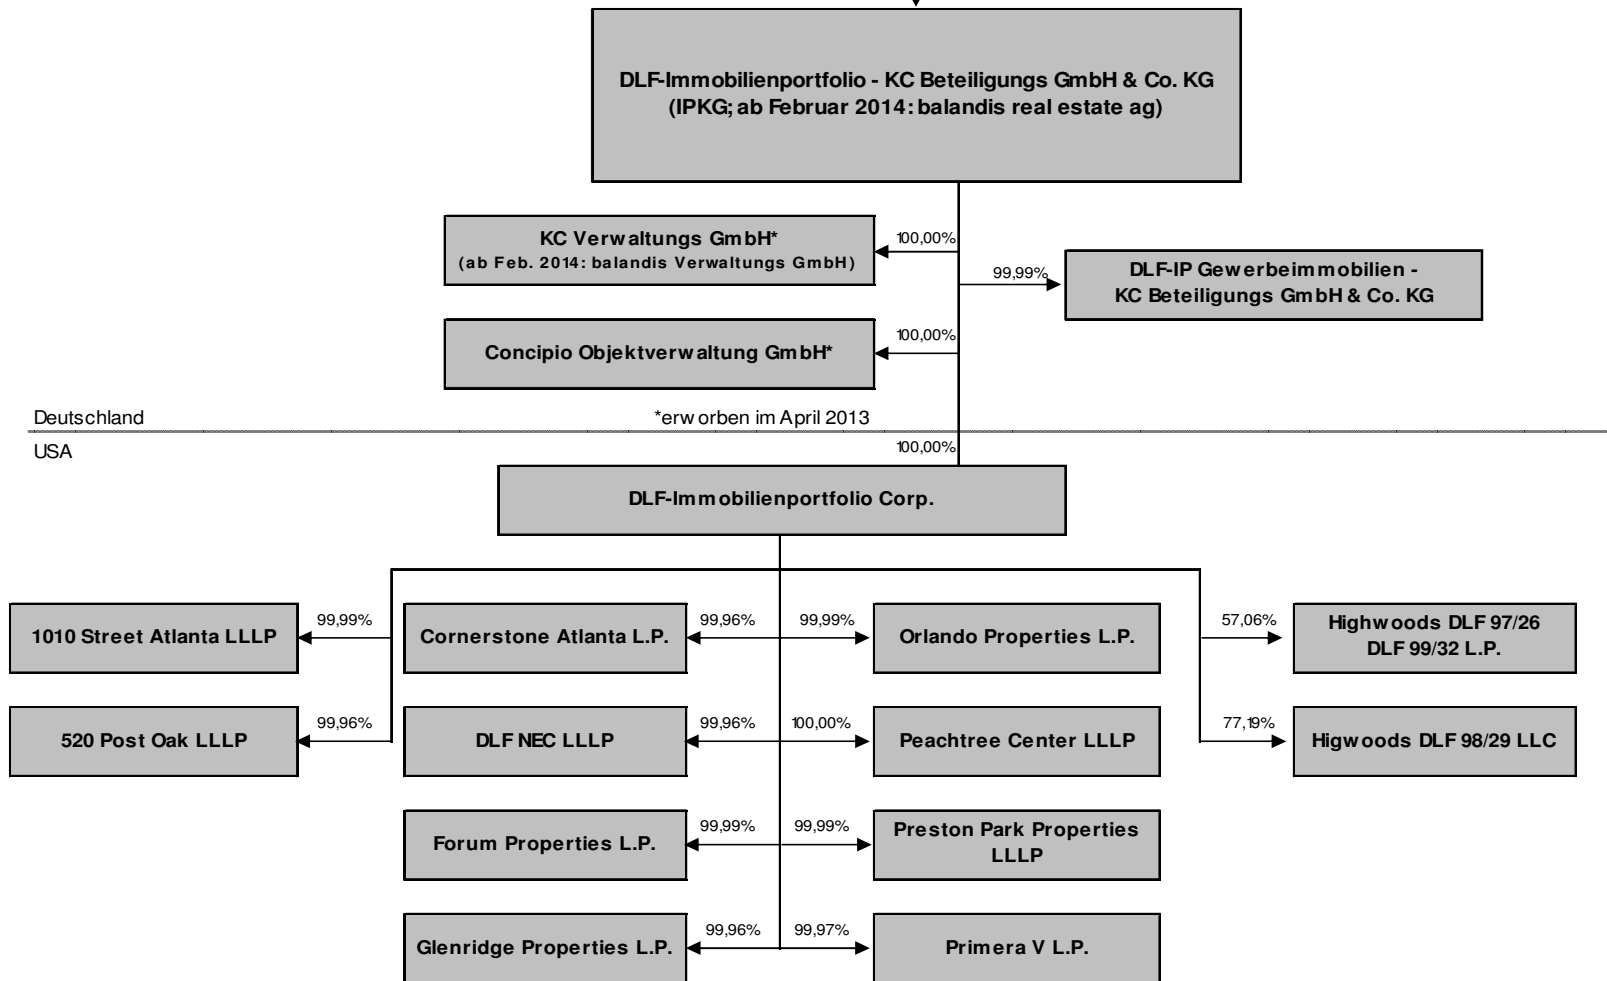 DLF-Immobilienportfolio - KC Beteiligungs GmbH & Co. KG
(IPKG; ab Februar 2014: balandis real estate ag)
KC Verwaltungs GmbH*
(ab Feb. 2014: balandis Verwaltungs GmbH)
100,00%
99,99%
DLF-IP Gewerbeimmobilien -
KC Beteiligungs GmbH & Co. KG
Concipio Objektverwaltung GmbH*
100,00%
Deutschland
*erworben im April 2013
USA
100,00%
DLF-Immobilienportfolio Corp.
1010 Street Atlanta LLLP
99,99%
Cornerstone Atlanta L.P.
99,96%
99,99%
Orlando Properties L.P.
57,06%
Highwoods DLF 97/26
DLF 99/32 L.P.
520 Post Oak LLLP
99,96%
DLF NEC LLLP
99,96%
100,00%
Peachtree Center LLLP
77,19%
Higwoods DLF 98/29 LLC
Forum Properties L.P.
99,99%
99,99%
Preston Park Properties
LLLP
Glenridge Properties L.P.
99,96%
99,97%
Primera V L.P.